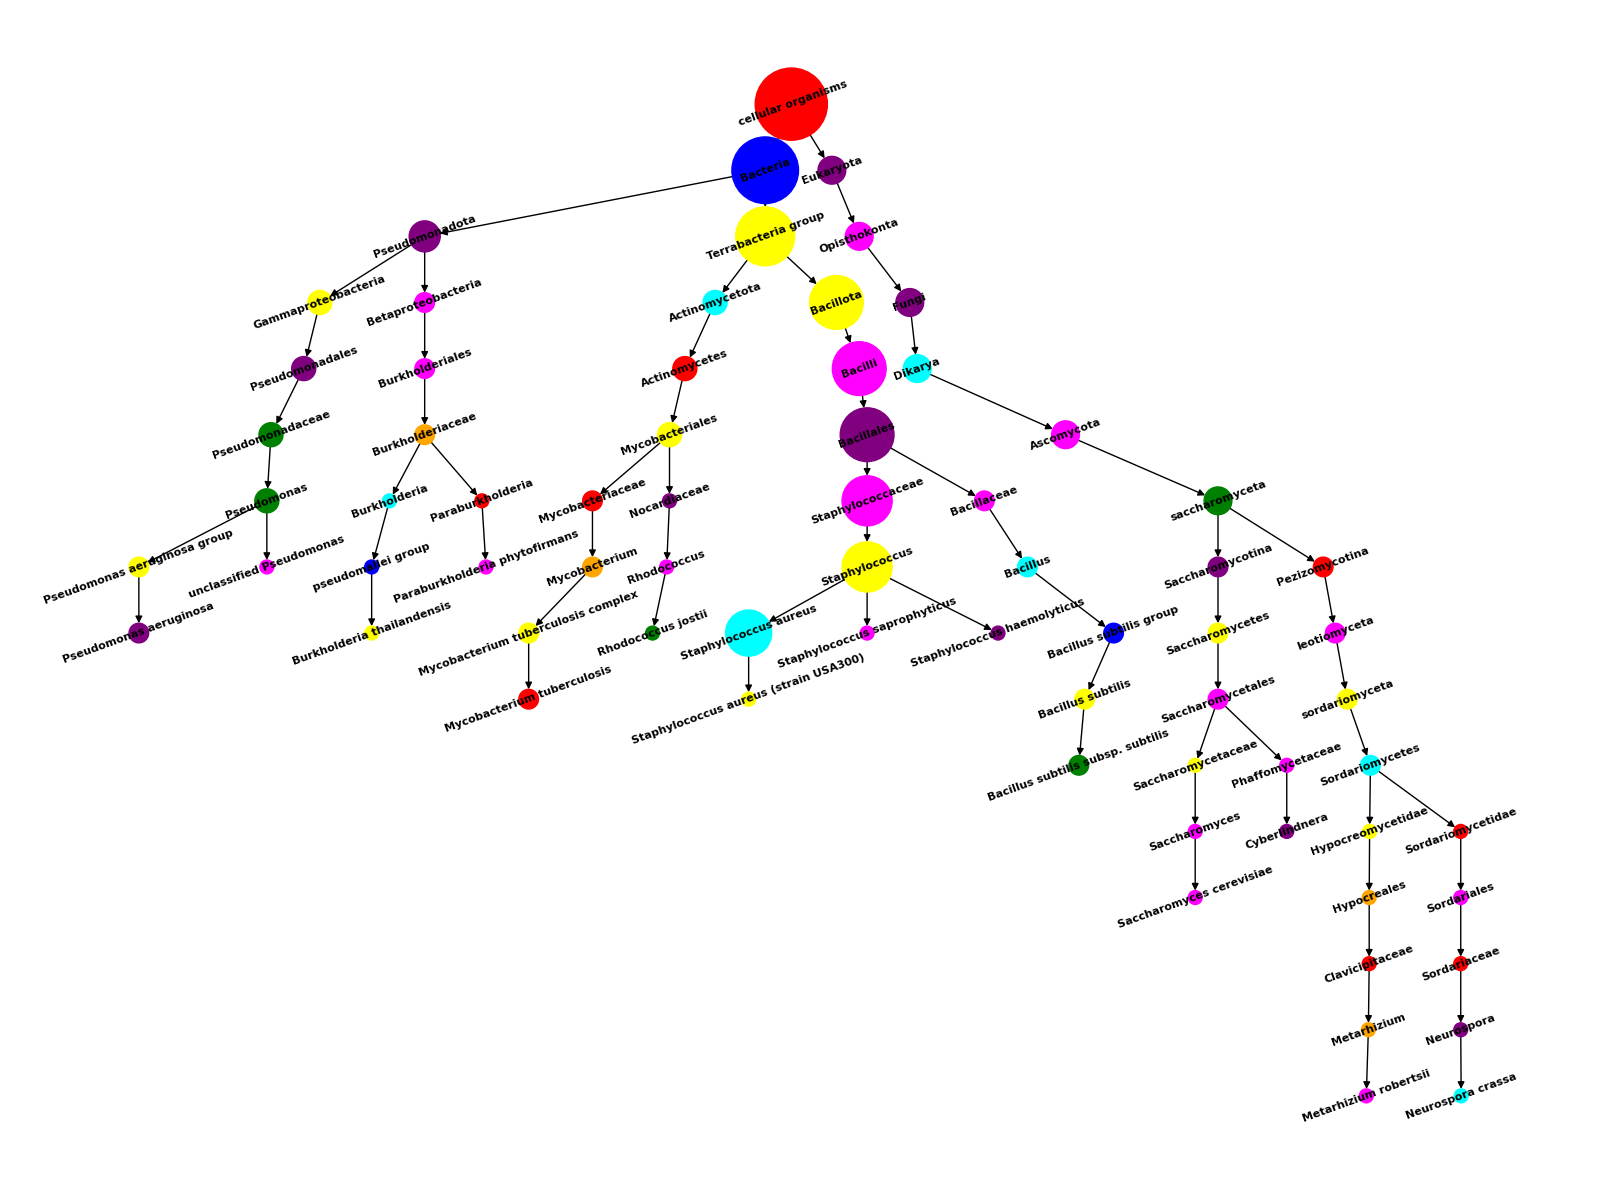 cellular organisms
Bacteria
Eukaryota
Pseudomonadota
Terrabacteria group
Opisthokonta
Gammaproteobacteria
Betaproteobacteria
Actinomycetota
Bacillota
Fungi
Pseudomonadales
Burkholderiales
Actinomycetes
Bacilli
Dikarya
Pseudomonadaceae
Burkholderiaceae
Mycobacteriales
Bacillales
Ascomycota
Pseudomonas
Burkholderia
Paraburkholderia
Mycobacteriaceae
Nocardiaceae
Staphylococcaceae
Bacillaceae
saccharomyceta
Pseudomonas aeruginosa group
unclassified Pseudomonas
pseudomallei group
Paraburkholderia phytofirmans
Mycobacterium
Rhodococcus
Staphylococcus
Bacillus
Saccharomycotina
Pezizomycotina
Pseudomonas aeruginosa
Burkholderia thailandensis
Mycobacterium tuberculosis complex
Rhodococcus jostii
Staphylococcus aureus
Staphylococcus saprophyticus
Staphylococcus haemolyticus
Bacillus subtilis group
Saccharomycetes
leotiomyceta
Mycobacterium tuberculosis
Staphylococcus aureus (strain USA300)
Bacillus subtilis
Saccharomycetales
sordariomyceta
Bacillus subtilis subsp. subtilis
Saccharomycetaceae
Phaffomycetaceae
Sordariomycetes
Saccharomyces
Cyberlindnera
Hypocreomycetidae
Sordariomycetidae
Saccharomyces cerevisiae
Hypocreales
Sordariales
Clavicipitaceae
Sordariaceae
Metarhizium
Neurospora
Metarhizium robertsii
Neurospora crassa